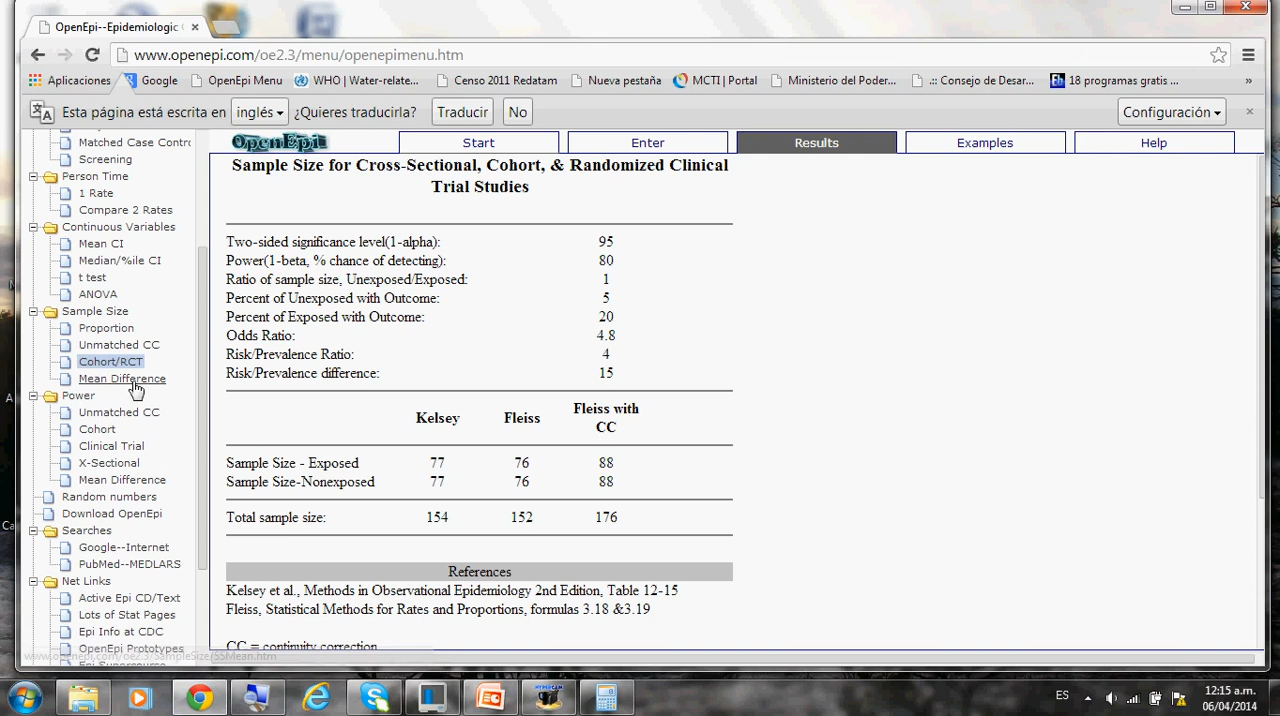 OpenEpi--Epidemiologic
www.openepi.com/oe2.3/menu/openepimenu.htm
Aplicaciones Google OpenEpi Menu WHO | Water-relate... Censo 2011 Redatam Nueva pestaña MCTI | Portal Ministerio del Poder... .:: Consejo de Desar... 18 programas gratis ... »
Esta página está escrita en inglés ¿Quieres traducirla? Traducir No Configuración
OpenEpi Start Enter Results Examples Help
Matched Case Contro
Screening
Person Time
1 Rate
Compare 2 Rates
Continuous Variables
Mean CI
Median/%ile CI
t test
ANOVA
Sample Size
Proportion
Unmatched CC
Cohort/RCT
Mean Difference
Power
Unmatched CC
Cohort
Clinical Trial
X-Sectional
Mean Difference
Random numbers
Download OpenEpi
Searches
Google--Internet
PubMed--MEDLARS
Net Links
Active Epi CD/Text
Lots of Stat Pages
Epi Info at CDC
OpenEpi Prototypes
Epi Supercourse
www.openepi.com/oe2.3/SampleSize/SSMean.htm
Sample Size for Cross-Sectional, Cohort, & Randomized Clinical
Trial Studies
Two-sided significance level(1-alpha): 95
Power(1-beta, % chance of detecting): 80
Ratio of sample size, Unexposed/Exposed: 1
Percent of Unexposed with Outcome: 5
Percent of Exposed with Outcome: 20
Odds Ratio: 4.8
Risk/Prevalence Ratio: 4
Risk/Prevalence difference: 15
Kelsey Fleiss Fleiss with
CC
Sample Size - Exposed 77 76 88
Sample Size-Nonexposed 77 76 88
Total sample size: 154 152 176
References
Kelsey et al., Methods in Observational Epidemiology 2nd Edition, Table 12-15
Fleiss, Statistical Methods for Rates and Proportions, formulas 3.18 &3.19
CC = continuity correction
ES 12:15 a.m.
06/04/2014